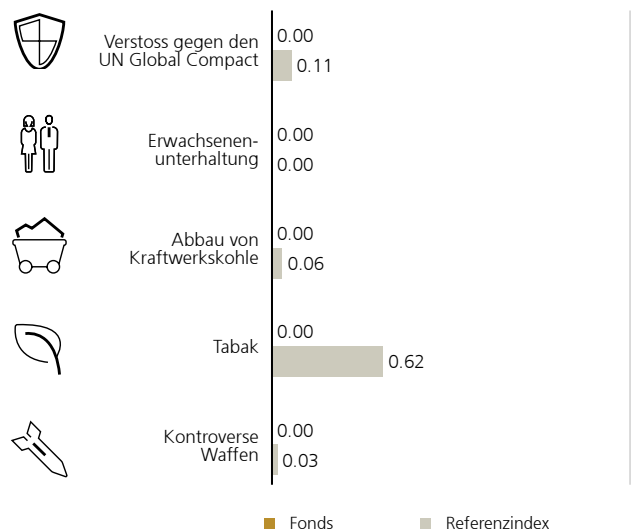 Verstoss gegen den
UN Global Compact
0.00
0.11
Erwachsenen-
unterhaltung
0.00
0.00
Abbau von
Kraftwerkskohle
0.00
0.06
Tabak
0.00
0.62
Kontroverse
Waffen
0.00
0.03
Fonds
Referenzindex